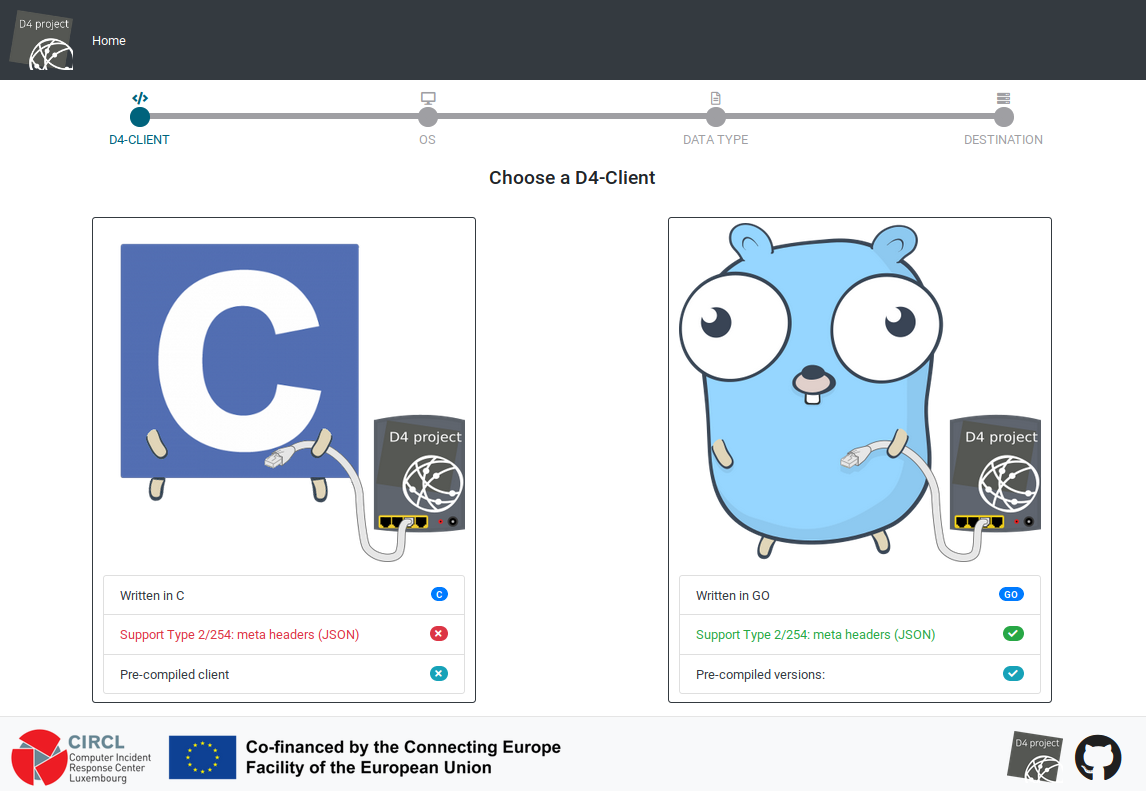 D4 project
Home
D4-CLIENT
OS
DATA TYPE
DESTINATION
Choose a D4-Client
C
D4 project
Written in C
C
Support Type 2/254: meta headers (JSON)
Pre-compiled client
D4 project
Written in GO
GO
Support Type 2/254: meta headers (JSON)
Pre-compiled versions:
CIRCL
Computer Incident
Response Center
Luxembourg
Co-financed by the Connecting Europe
Facility of the European Union
D4 project